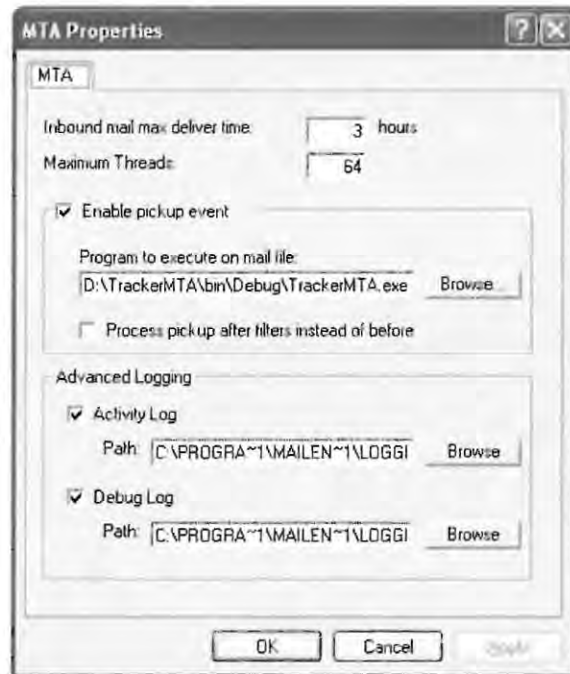 MTA Properties
MTA
Inbound mail max deliver time: 3 hours
Maximum Threads: 64
Enable pickup event
Program to execute on mail file:
D:\TrackerMTA\bin\Debug\TrackerMTA.exe Browse...
Process pickup after filters instead of before
Advanced Logging
Activity Log
Path: C:\PROGRA~1\MAILEN~1\LOGGI Browse
Debug Log
Path: C:\PROGRA~1\MAILEN~1\LOGGI Browse
OK Cancel Apply